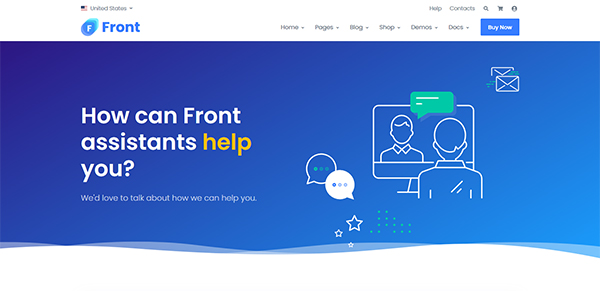 United States
Help Contacts
Front
Home Pages Blog Shop Demos Docs Buy Now
How can Front
assistants help
you?
We'd love to talk about how we can help you.